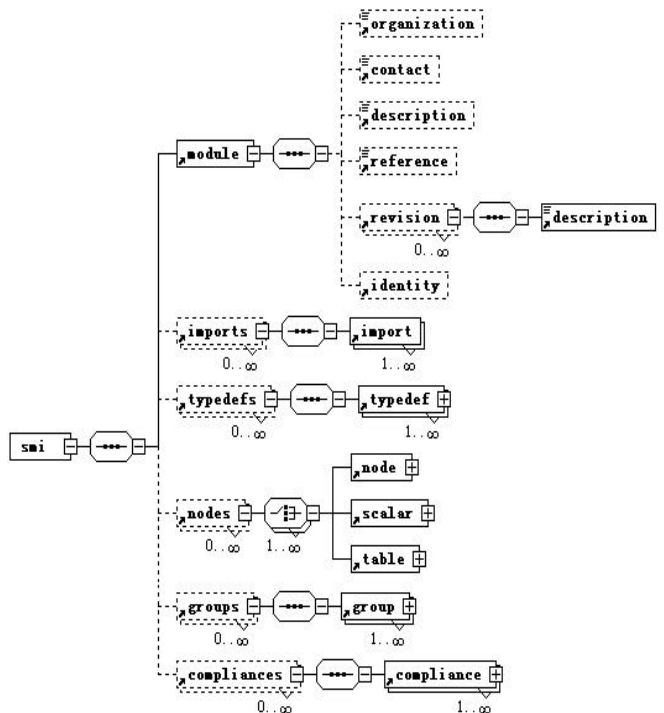 organization
contact
description
module
reference
revision
description
0..∞
identity
imports
import
0..∞
1..∞
typedefs
typedef
0..∞
1..∞
smi
node
nodes
scalar
0..∞
1..∞
table
groups
group
0..∞
1..∞
compliances
compliance
0..∞
1..∞